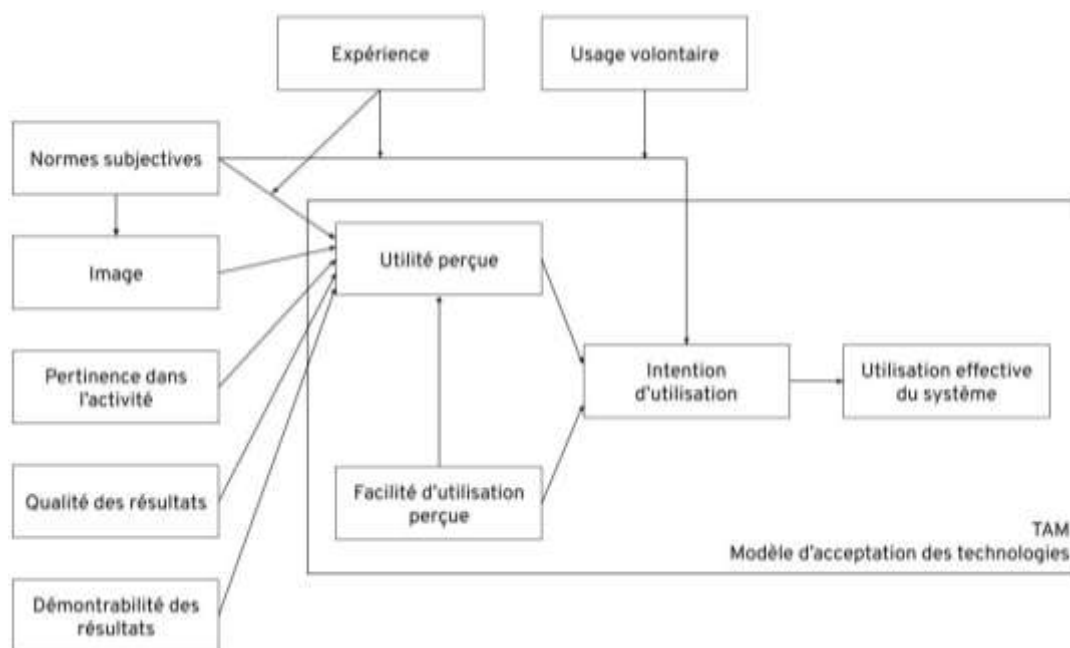 Expérience
Usage volontaire
Normes subjectives
Image
Utilité perçue
Pertinence dans
l'activité
Intention
d'utilisation
Utilisation effective
du système
Qualité des résultats
Facilité d'utilisation
perçue
TAM
Modèle d'acceptation des technologies
Démontrabilité des
résultats